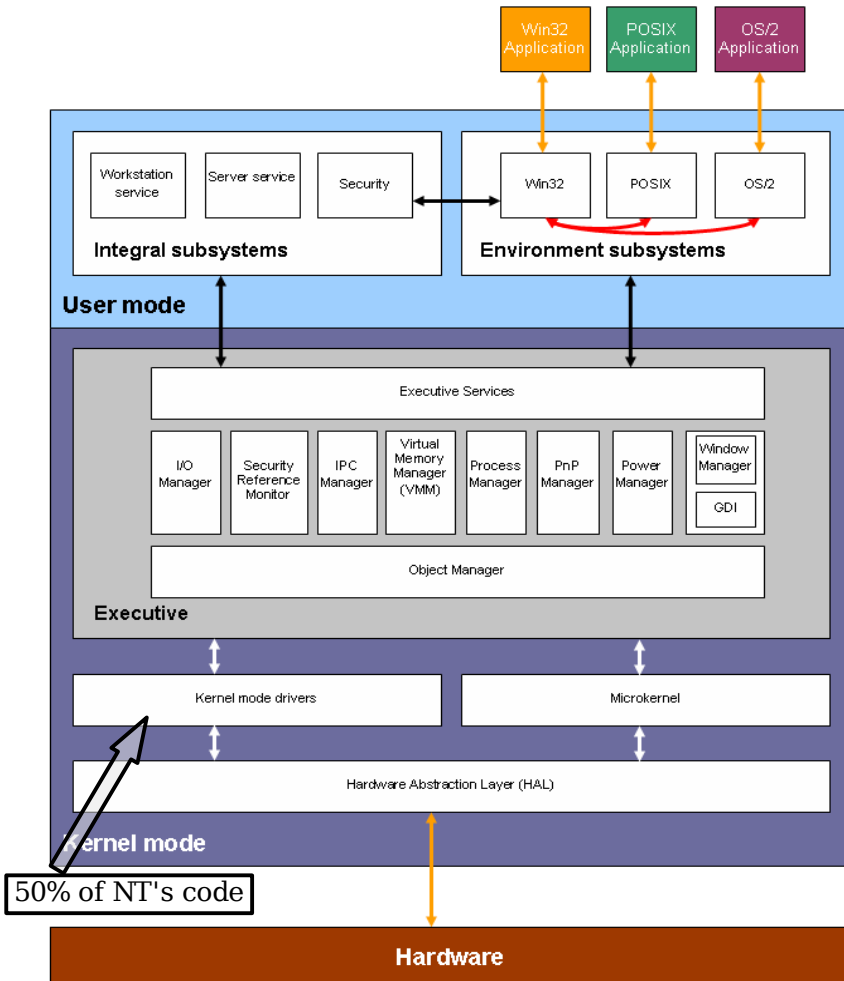 Win32
Application
POSIX
Application
OS/2
Application
Workstation
service
Server service
Security
Win32
POSIX
OS/2
Integral subsystems
Environment subsystems
User mode
Executive Services
I/O
Manager
Security
Reference
Monitor
IPC
Manager
Virtual
Memory
Manager
(VMM)
Process
Manager
PnP
Manager
Power
Manager
Window
Manager
GDI
Object Manager
Executive
Kernel mode drivers
Microkernel
Hardware Abstraction Layer (HAL)
Kernel mode
50% of NT's code
Hardware